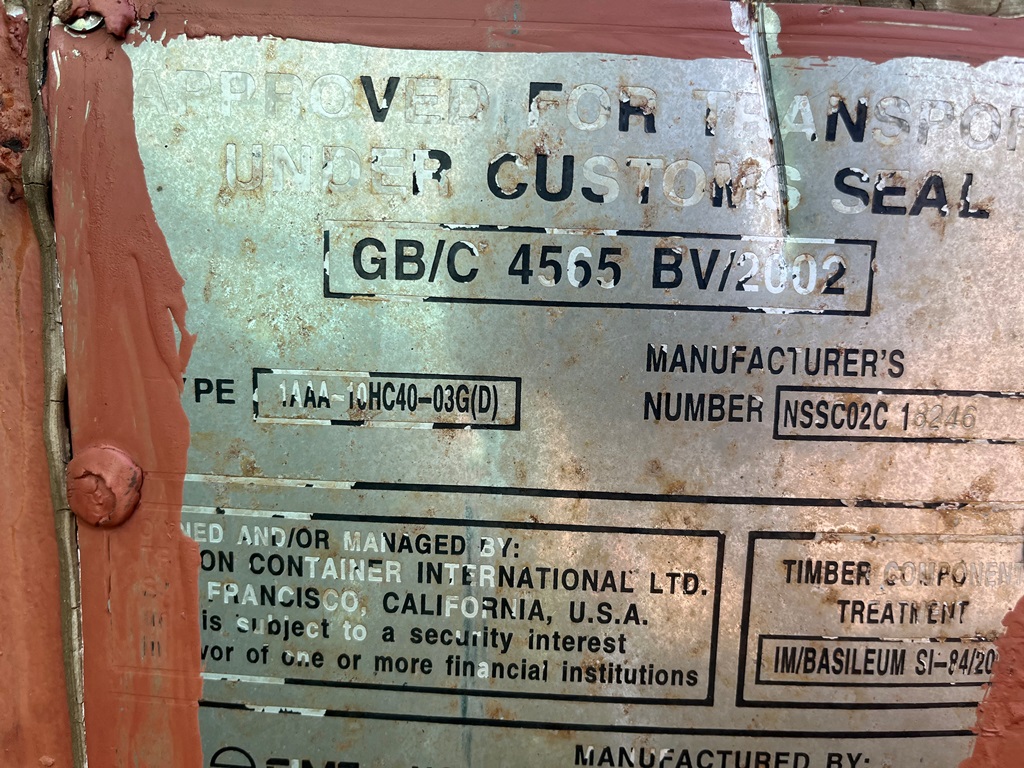 APPROVED FOR TRANSPOR
UNDER CUSTOMS SEAL
GB/C 4565 BV/2002
PE 1AAA-10HC40-03G(D)
MANUFACTURER'S
NUMBER NSSC02C 18246
NED AND/OR MANAGED BY:
ON CONTAINER INTERNATIONAL LTD.
FRANCISCO, CALIFORNIA, U.S.A.
is subject to a security interest
vor of one or more financial institutions
TIMBER COMPONENT
TREATMENT
IM/BASILEUM SI-84/20
MANUFACTURED BY: